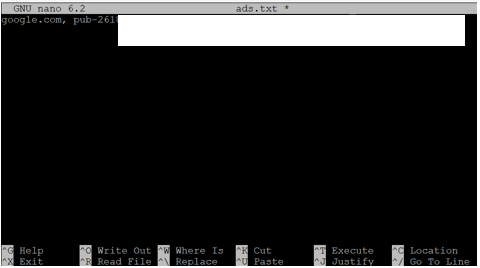 GNU nano 6.2 ads.txt *
google.com, pub-261
^G Help ^O Write Out ^W Where Is ^K Cut ^T Execute ^C Location
^X Exit ^R Read File ^\ Replace ^U Paste ^J Justify ^/ Go To Line